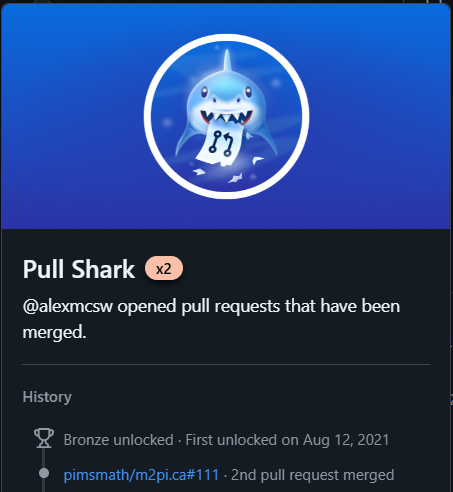 Pull Shark x2
@alexmcsw opened pull requests that have been
merged.
History
Bronze unlocked · First unlocked on Aug 12, 2021
pimsmath/m2pi.ca#111 · 2nd pull request merged